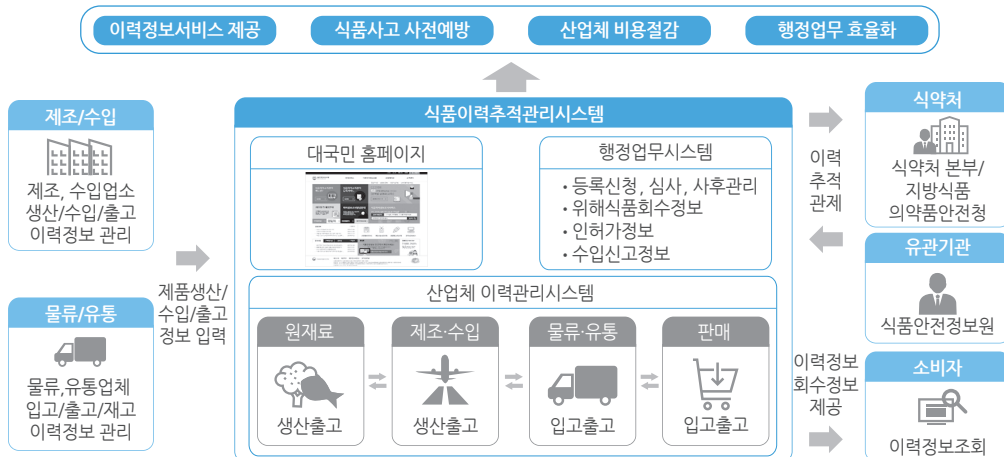 이력정보서비스 제공
식품사고 사전예방
산업체 비용절감
행정업무 효율화
제조/수입
제조, 수입업소
생산/수입/출고
이력정보 관리
물류/유통
물류,유통업체
입고/출고/재고
이력정보 관리
제품생산/
수입/출고
정보 입력
식품이력추적관리시스템
대국민 홈페이지
행정업무시스템
• 등록신청, 심사, 사후관리
• 위해식품회수정보
• 인허가정보
• 수입신고정보
산업체 이력관리시스템
원재료
생산출고
제조·수입
생산출고
물류·유통
입고출고
판매
입고출고
이력
추적
관제
이력정보
회수정보
제공
식약처
식약처 본부/
지방식품
의약품안전청
유관기관
식품안전정보원
소비자
이력정보조회